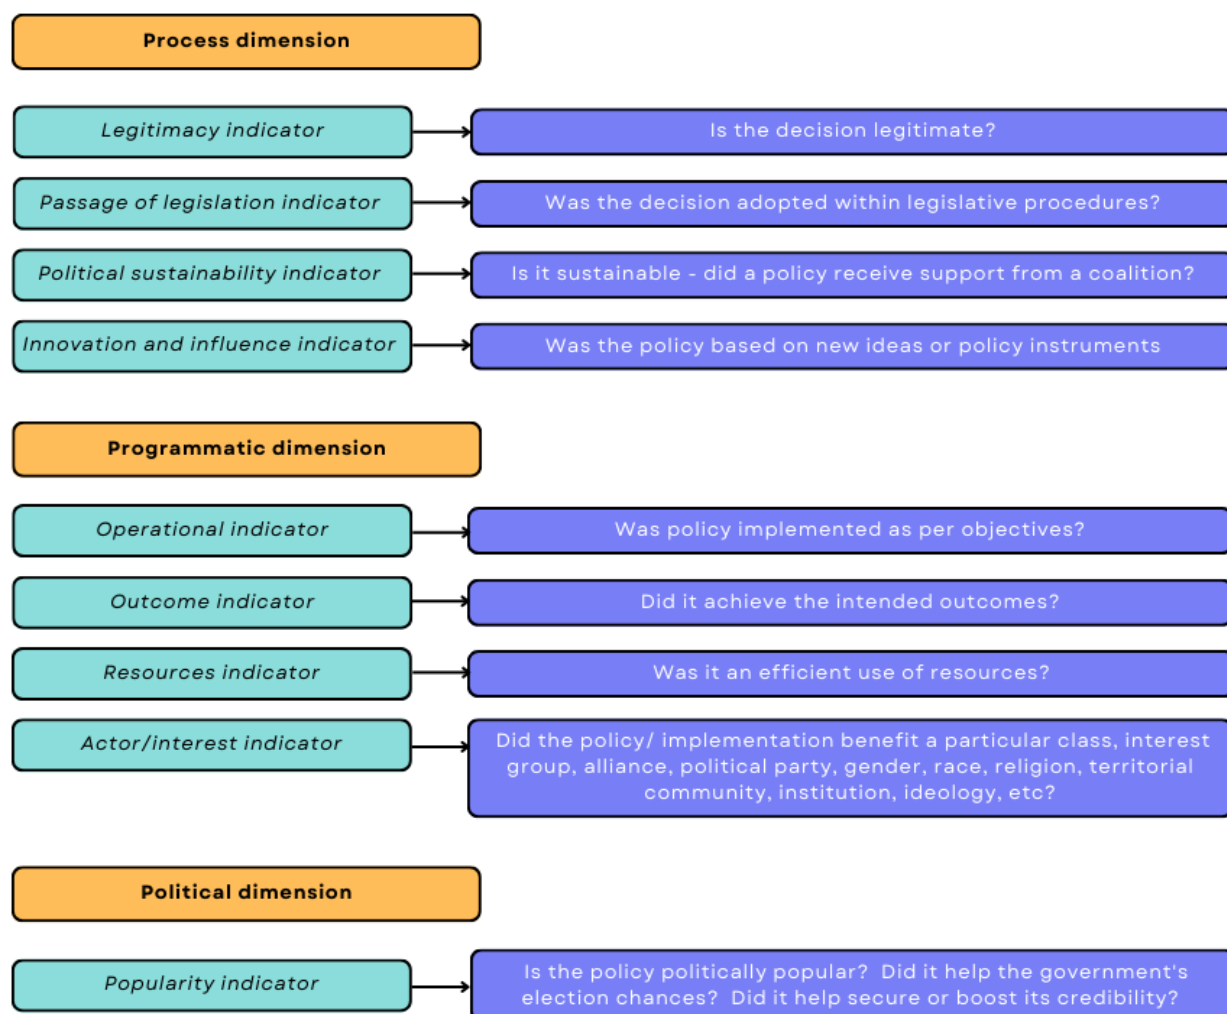 Process dimension
Legitimacy indicator
Is the decision legitimate?
Passage of legislation indicator
Was the decision adopted within legislative procedures?
Political sustainability indicator
Is it sustainable - did a policy receive support from a coalition?
Innovation and influence indicator
Was the policy based on new ideas or policy instruments
Programmatic dimension
Operational indicator
Was policy implemented as per objectives?
Outcome indicator
Did it achieve the intended outcomes?
Resources indicator
Was it an efficient use of resources?
Actor/interest indicator
Did the policy/ implementation benefit a particular class, interest
group, alliance, political party, gender, race, religion, territorial
community, institution, ideology, etc?
Political dimension
Popularity indicator
Is the policy politically popular? Did it help the government's
election chances? Did it help secure or boost its credibility?